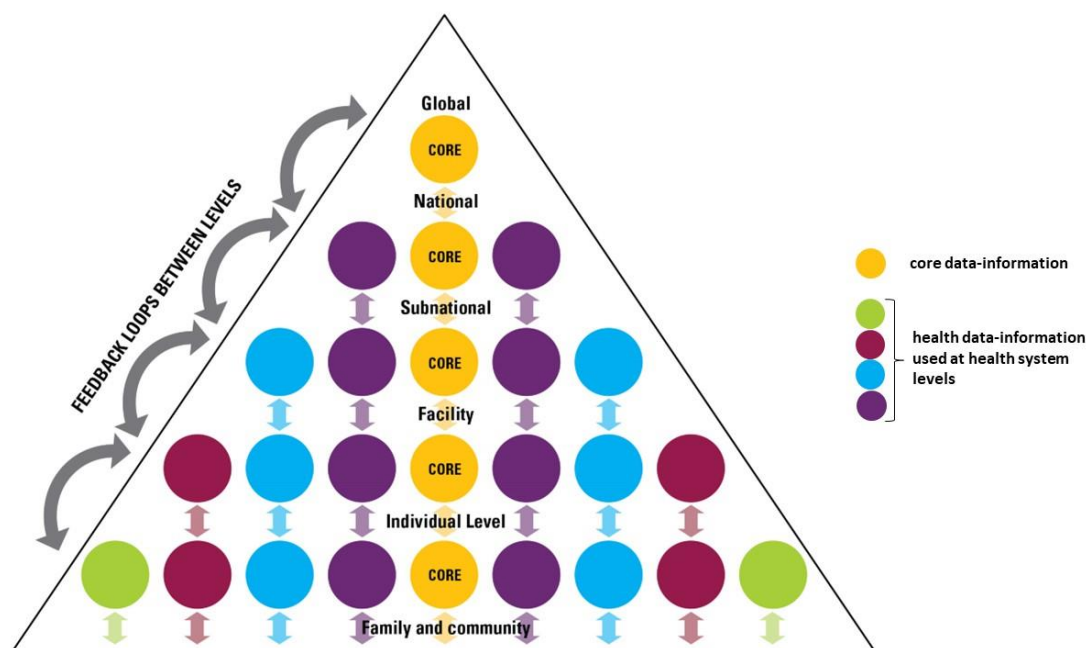 Global
CORE
National
CORE
Subnational
CORE
Facility
CORE
Individual Level
CORE
Family and community
FEEDBACK LOOPS BETWEEN LEVELS
core data-information
health data-information
used at health system
levels